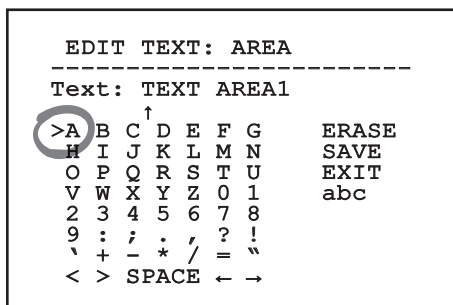 EDIT TEXT: AREA
-------------------------
Text: TEXT AREA1
↑
>A B C D E F G ERASE
H I J K L M N SAVE
O P Q R S T U EXIT
V W X Y Z 0 1 abc
2 3 4 5 6 7 8
9 : ; . , ? !
‵ + - * / = ‶
< > SPACE ← →